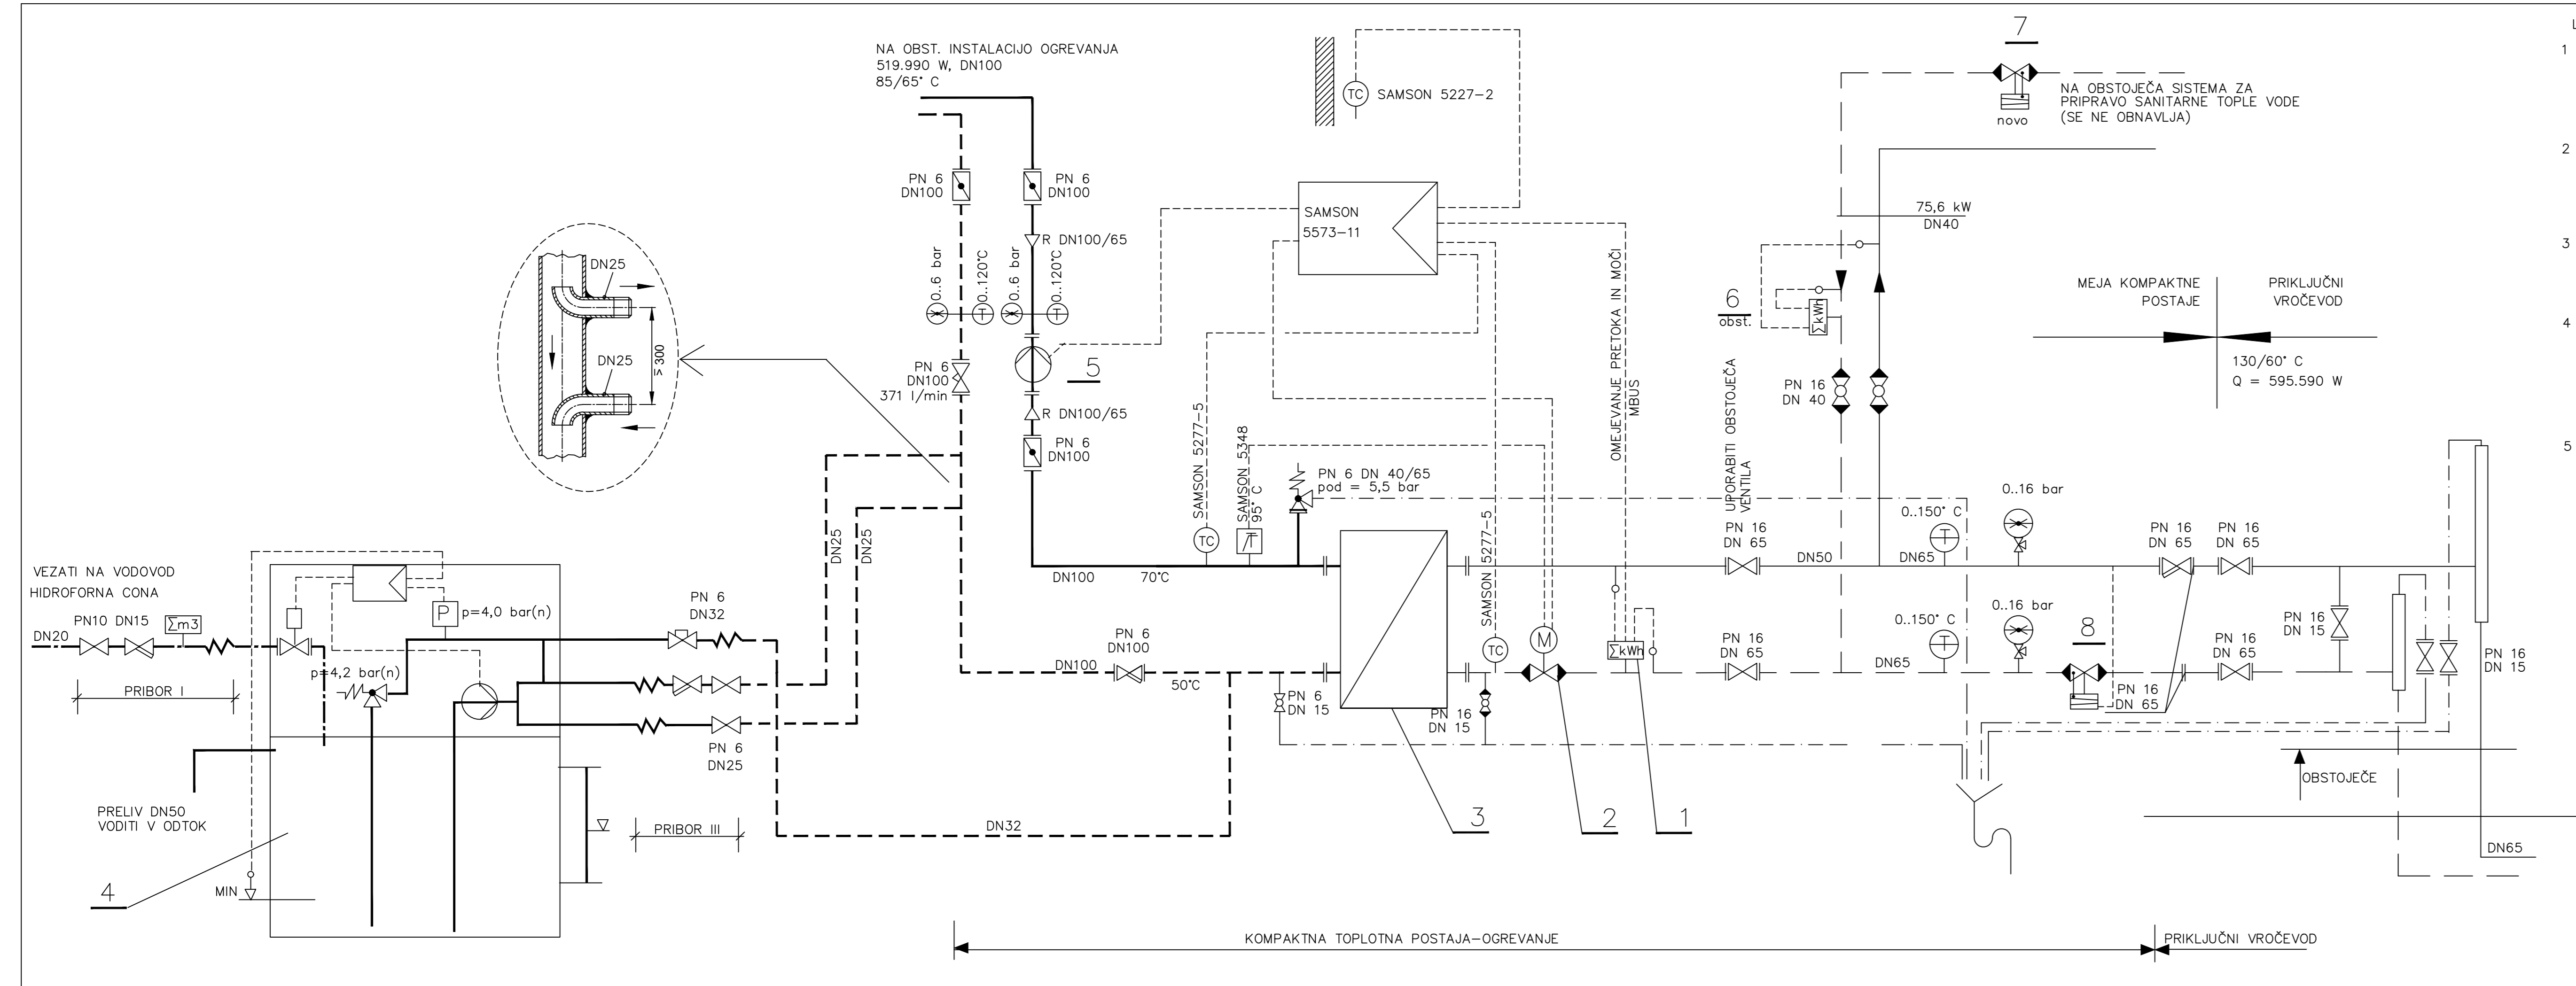 NA OBST. INSTALACIJO OGREVANJA
519.990 W, DN100
85/65° C
TC
SAMSON 5227-2
7
NA OBSTOJEČA SISTEMA ZA
PRIPRAVO SANITARNE TOPLE VODE
(SE NE OBNAVLJA)
novo
1
2
3
4
5
PN 6
DN100
PN 6
DN100
R DN100/65
SAMSON
5573-11
75,6 kW
DN40
DN25
DN25
≥300
0..6 bar
0..120°C
0..6 bar
0..120°C
T
T
PN 6
DN100
371 l/min
5
R DN100/65
PN 6
DN100
6
obst.
∑kWh
MEJA KOMPAKTNE
POSTAJE
PRIKLJUČNI
VROČEVOD
130/60° C
Q = 595.590 W
OMEJEVANJE PRETOKA IN MOČI
MBUS
UPORABITI OBSTOJEČA
VENTILA
PN 16
DN 40
SAMSON 5277-5
SAMSON 5348
95° C
PN 6 DN 40/65
pod = 5,5 bar
SAMSON 5277-5
TC
T
DN25
DN25
PN 16
DN 65
DN50
DN65
0..150° C
T
0..16 bar
PN 16
DN 65
PN 16
DN 65
DN100
70°C
VEZATI NA VODOVOD
HIDROFORNA CONA
DN20
PN10 DN15
∑m3
P
p=4,0 bar(n)
p=4,2 bar(n)
PRIBOR I
PN 6
DN32
PN 6
DN25
PN 6
DN100
DN100
50°C
PN 6
DN 15
PN 16
DN 15
TC
M
∑kWh
PN 16
DN 65
DN65
0..150° C
T
0..16 bar
8
PN 16
DN 65
PN 16
DN 65
PN 16
DN 15
PN 16
DN 15
OBSTOJEČE
PRELIV DN50
VODITI V ODTOK
PRIBOR III
DN32
3
2
1
DN65
4
MIN
KOMPAKTNA TOPLOTNA POSTAJA-OGREVANJE
PRIKLJUČNI VROČEVOD